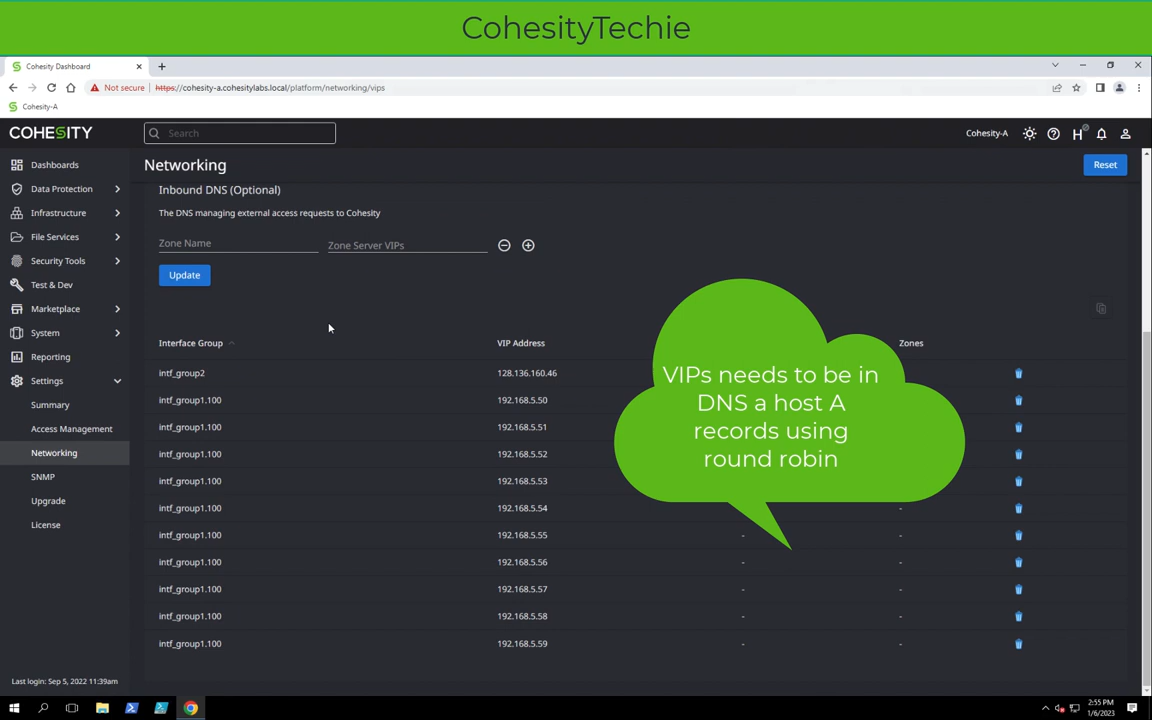 CohesityTechie
Cohesity Dashboard
Not secure https://cohesity-a.cohesitylabs.local/platform/networking/vips
Cohesity-A
COHESITY Search Cohesity-A
Dashboards
Data Protection
Infrastructure
File Services
Security Tools
Test & Dev
Marketplace
System
Reporting
Settings
Summary
Access Management
Networking
SNMP
Upgrade
License
Last login: Sep 5, 2022 11:39am
Networking Reset
Inbound DNS (Optional)
The DNS managing external access requests to Cohesity
Zone Name Zone Server VIPs
Update
Interface Group VIP Address Zones
intf_group2 128.136.160.46
intf_group1.100 192.168.5.50
intf_group1.100 192.168.5.51
intf_group1.100 192.168.5.52
intf_group1.100 192.168.5.53
intf_group1.100 192.168.5.54 -
intf_group1.100 192.168.5.55 - -
intf_group1.100 192.168.5.56 - -
intf_group1.100 192.168.5.57 - -
intf_group1.100 192.168.5.58 - -
intf_group1.100 192.168.5.59 - -
VIPs needs to be in
DNS a host A
records using
round robin
2:55 PM
1/6/2023